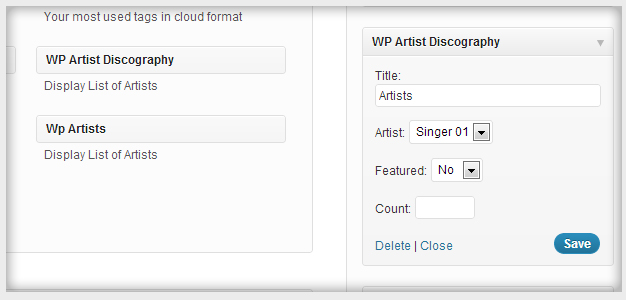 Your most used tags in cloud format
WP Artist Discography
Display List of Artists
Wp Artists
Display List of Artists
WP Artist Discography
Title:
Artists
Artist: Singer 01
Featured: No
Count:
Delete | Close
Save